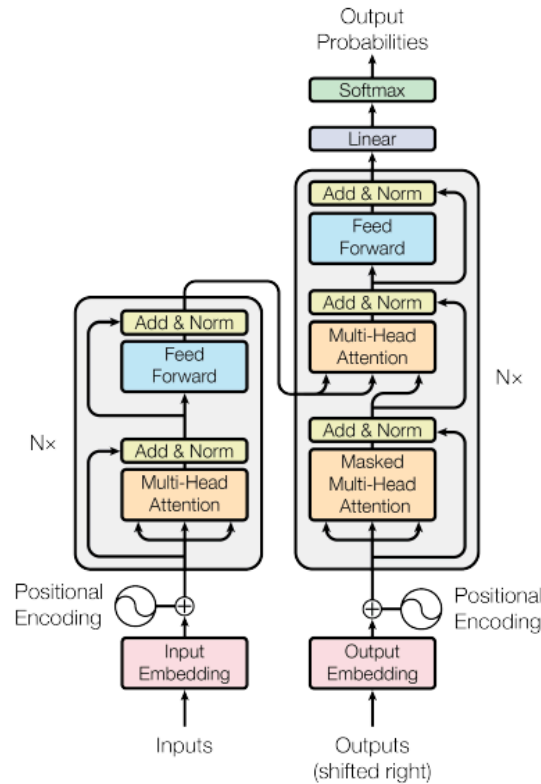 Output
Probabilities
Softmax
Linear
Add & Norm
Feed
Forward
Add & Norm
Multi-Head
Attention
Add & Norm
Masked
Multi-Head
Attention
N×
Add & Norm
Feed
Forward
Add & Norm
Multi-Head
Attention
N×
Positional
Encoding
Positional
Encoding
Input
Embedding
Output
Embedding
Inputs
Outputs
(shifted right)